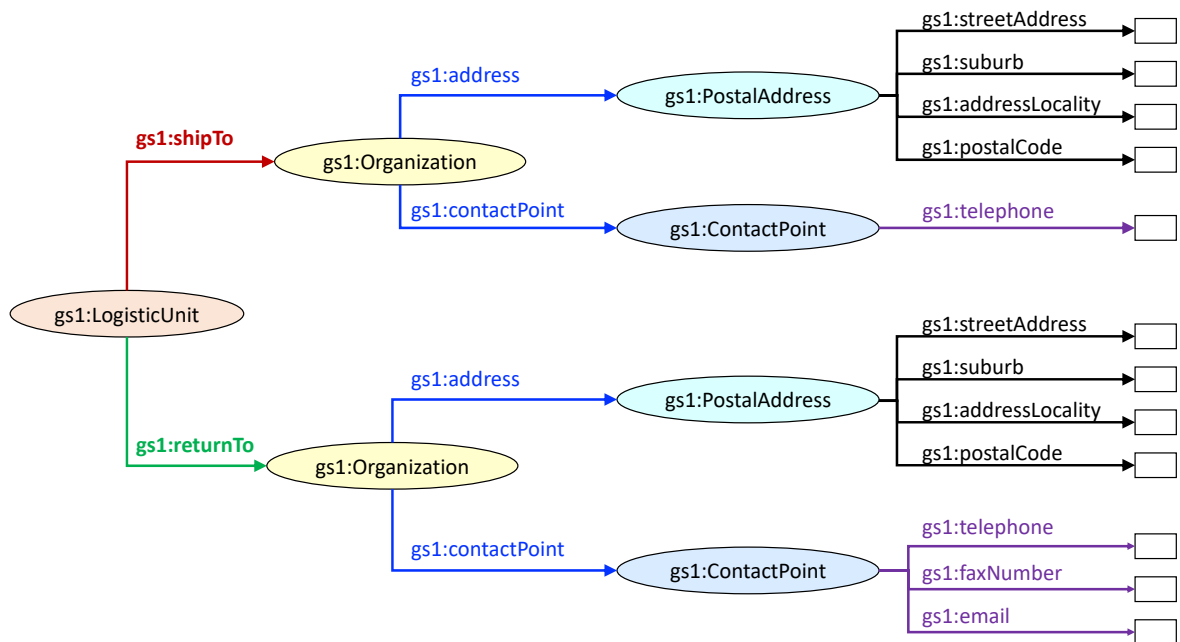 gs1:streetAddress
gs1:suburb
gs1:address
gs1:PostalAddress
gs1:addressLocality
gs1:shipTo
gs1:postalCode
gs1:Organization
gs1:contactPoint
gs1:telephone
gs1:ContactPoint
gs1:LogisticUnit
gs1:streetAddress
gs1:suburb
gs1:address
gs1:PostalAddress
gs1:addressLocality
gs1:returnTo
gs1:postalCode
gs1:Organization
gs1:telephone
gs1:contactPoint
gs1:ContactPoint
gs1:faxNumber
gs1:email